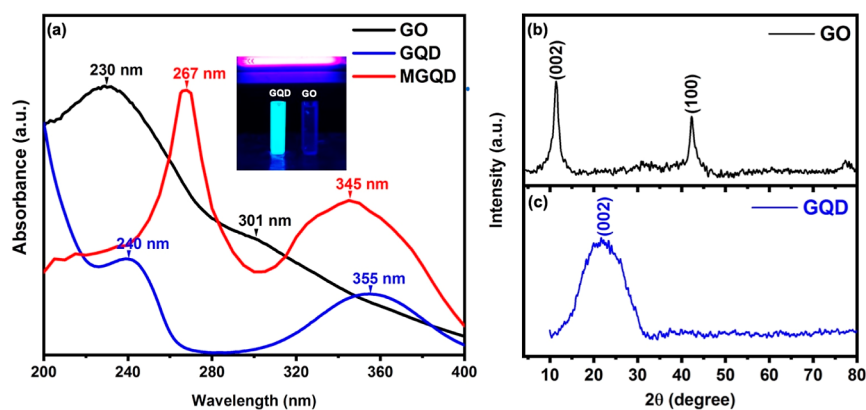 (a)
GO
GQD
MGQD
230 nm
267 nm
GQD GO
345 nm
301 nm
240 nm
355 nm
Absorbance (a.u.)
200 240 280 320 360 400
Wavelength (nm)
(b)
GO
(002)
(100)
(c)
GQD
(002)
Intensity (a.u.)
10 20 30 40 50 60 70 80
2θ (degree)